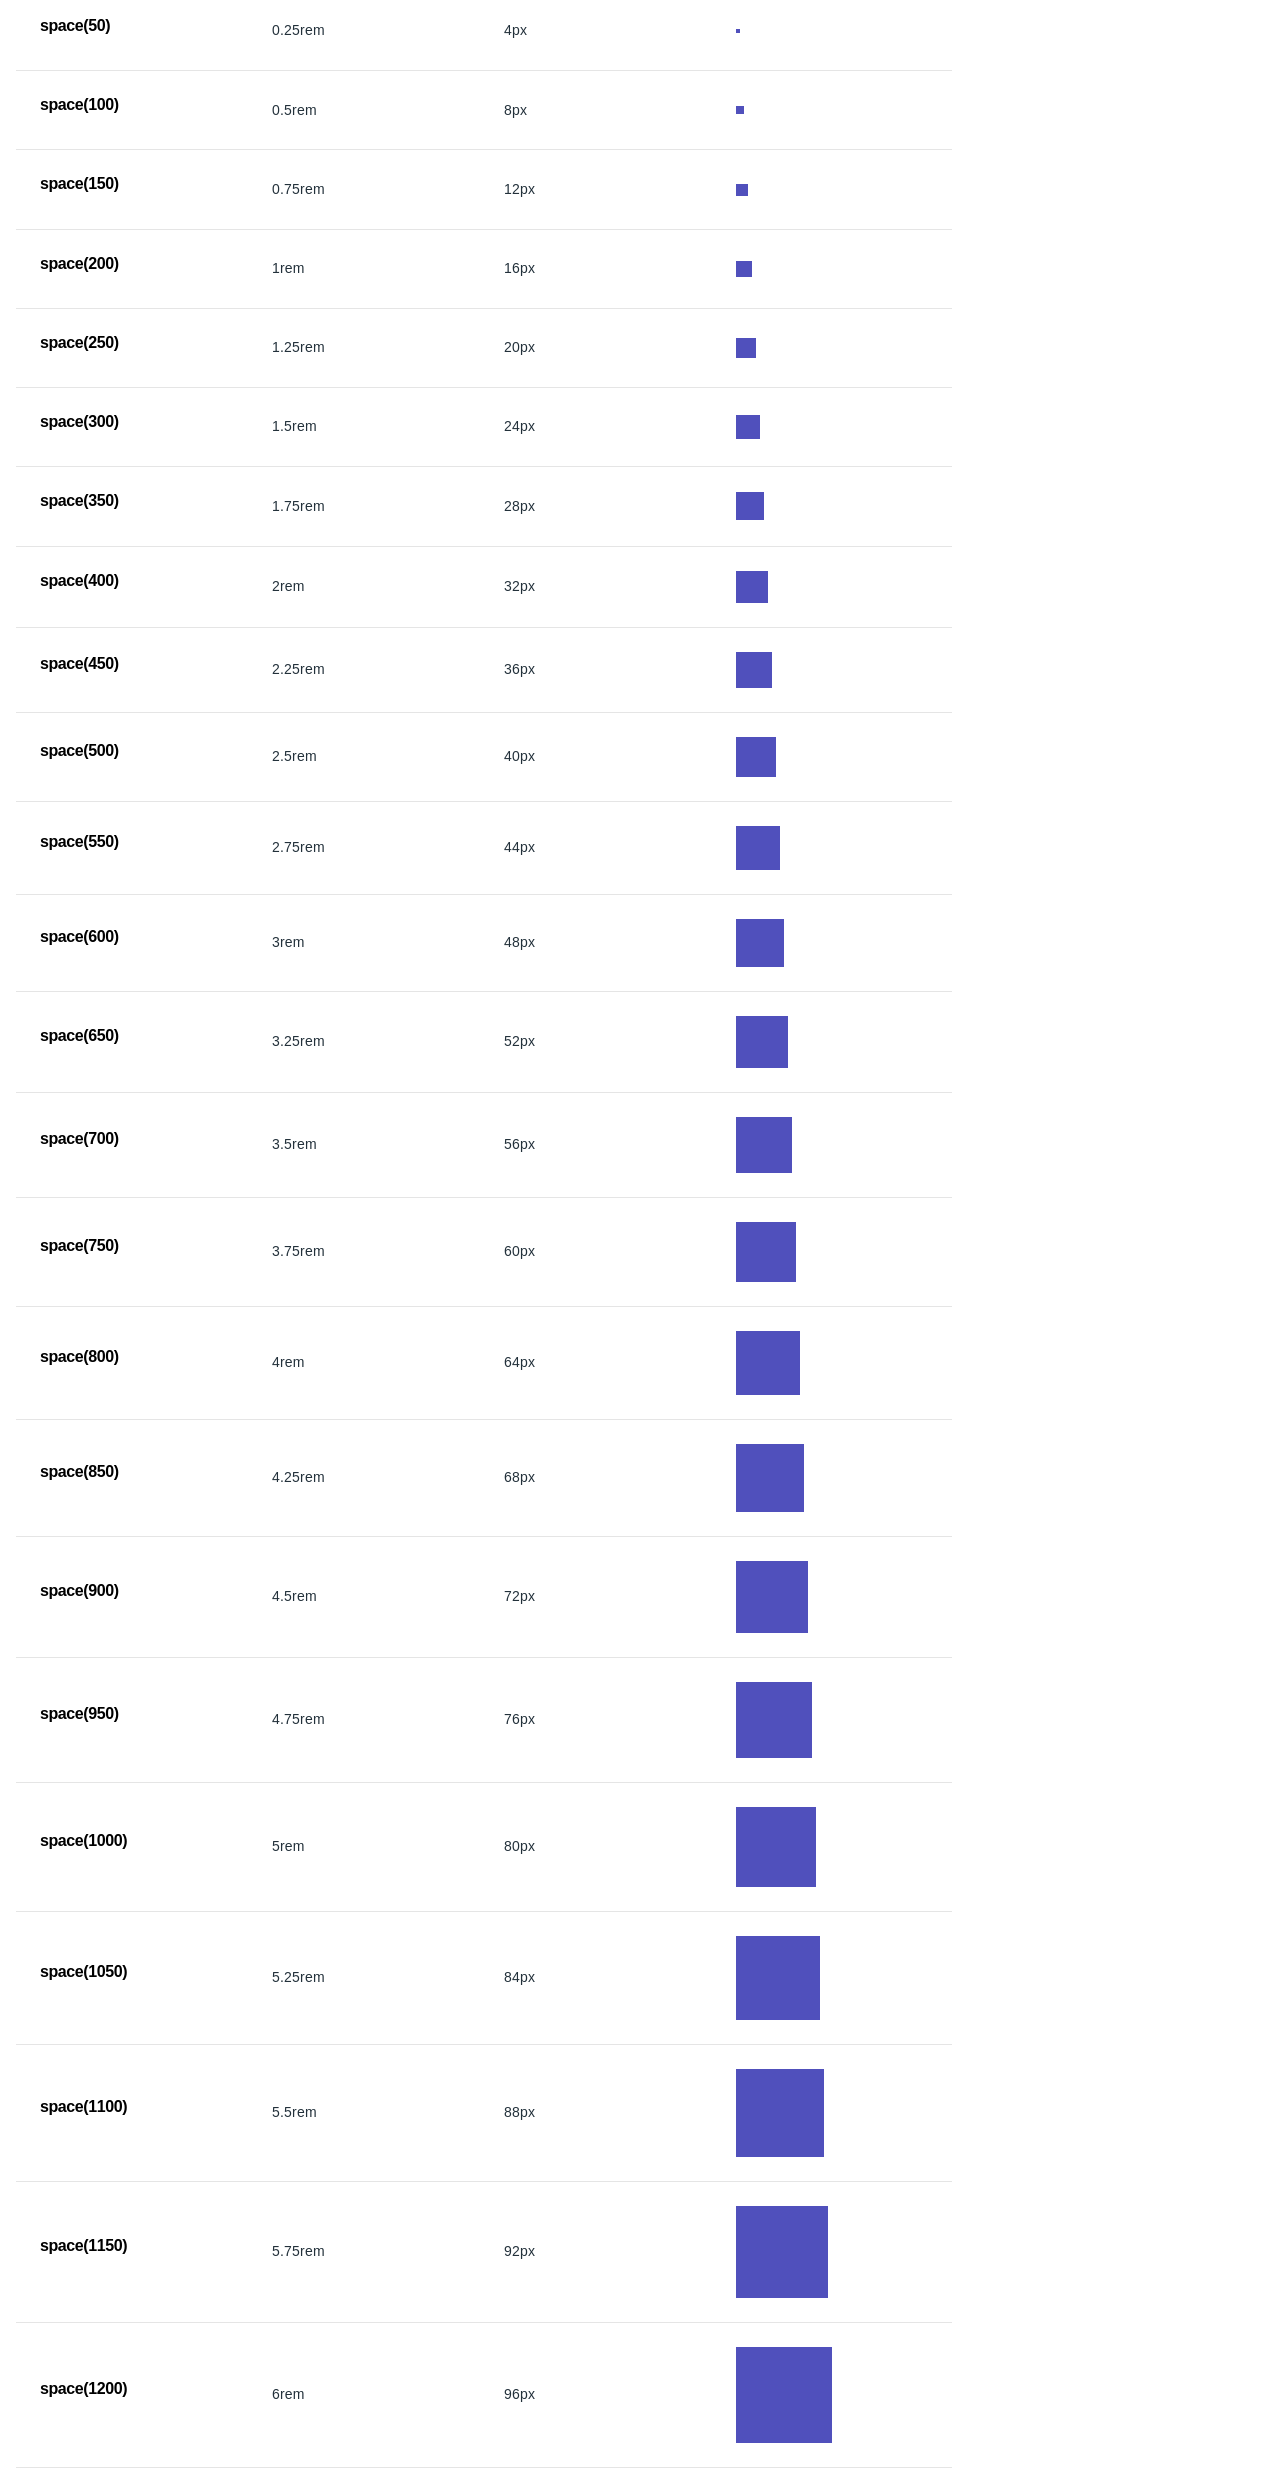 space(50) 0.25rem 4px
space(100) 0.5rem 8px
space(150) 0.75rem 12px
space(200) 1rem 16px
space(250) 1.25rem 20px
space(300) 1.5rem 24px
space(350) 1.75rem 28px
space(400) 2rem 32px
space(450) 2.25rem 36px
space(500) 2.5rem 40px
space(550) 2.75rem 44px
space(600) 3rem 48px
space(650) 3.25rem 52px
space(700) 3.5rem 56px
space(750) 3.75rem 60px
space(800) 4rem 64px
space(850) 4.25rem 68px
space(900) 4.5rem 72px
space(950) 4.75rem 76px
space(1000) 5rem 80px
space(1050) 5.25rem 84px
space(1100) 5.5rem 88px
space(1150) 5.75rem 92px
space(1200) 6rem 96px